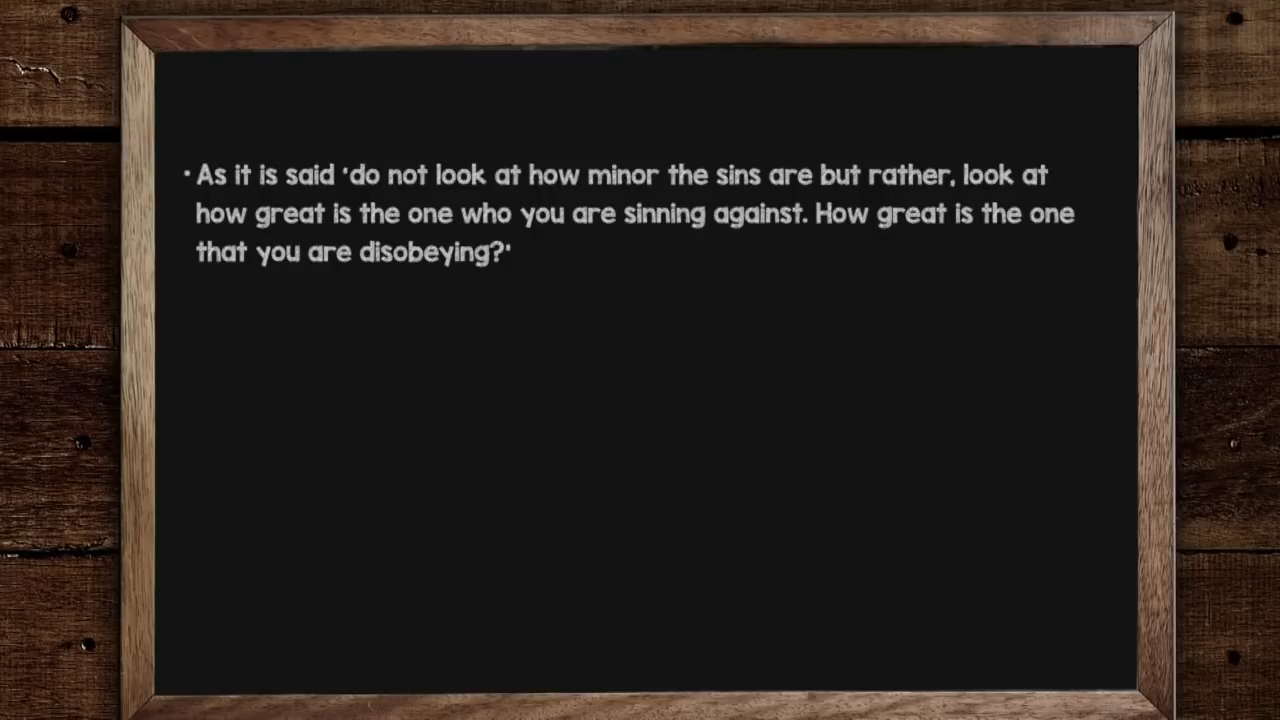 • As it is said 'do not look at how minor the sins are but rather, look at
how great is the one who you are sinning against. How great is the one
that you are disobeying?'